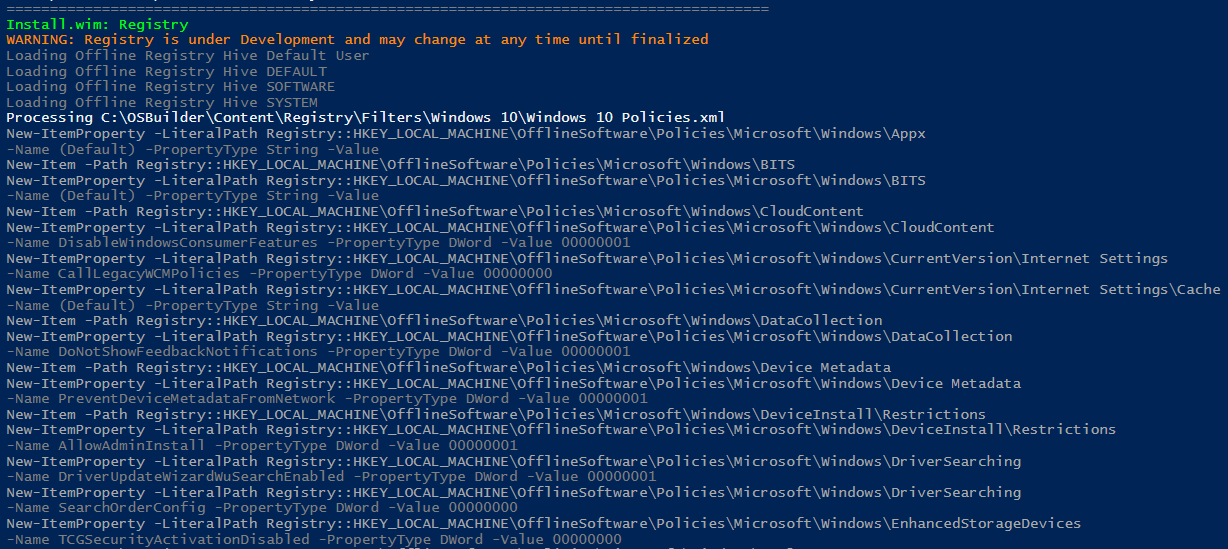 ==========================================================================================
Install.wim: Registry
WARNING: Registry is under Development and may change at any time until finalized
Loading Offline Registry Hive Default User
Loading Offline Registry Hive DEFAULT
Loading Offline Registry Hive SOFTWARE
Loading Offline Registry Hive SYSTEM
Processing C:\OSBuilder\Content\Registry\Filters\Windows 10\Windows 10 Policies.xml
New-ItemProperty -LiteralPath Registry::HKEY_LOCAL_MACHINE\OfflineSoftware\Policies\Microsoft\Windows\Appx
-Name (Default) -PropertyType String -Value
New-Item -Path Registry::HKEY_LOCAL_MACHINE\OfflineSoftware\Policies\Microsoft\Windows\BITS
New-ItemProperty -LiteralPath Registry::HKEY_LOCAL_MACHINE\OfflineSoftware\Policies\Microsoft\Windows\BITS
-Name (Default) -PropertyType String -Value
New-Item -Path Registry::HKEY_LOCAL_MACHINE\OfflineSoftware\Policies\Microsoft\Windows\CloudContent
New-ItemProperty -LiteralPath Registry::HKEY_LOCAL_MACHINE\OfflineSoftware\Policies\Microsoft\Windows\CloudContent
-Name DisableWindowsConsumerFeatures -PropertyType DWord -Value 00000001
New-ItemProperty -LiteralPath Registry::HKEY_LOCAL_MACHINE\OfflineSoftware\Policies\Microsoft\Windows\CurrentVersion\Internet Settings
-Name CallLegacyWCMPolicies -PropertyType DWord -Value 00000000
New-ItemProperty -LiteralPath Registry::HKEY_LOCAL_MACHINE\OfflineSoftware\Policies\Microsoft\Windows\CurrentVersion\Internet Settings\Cache
-Name (Default) -PropertyType String -Value
New-Item -Path Registry::HKEY_LOCAL_MACHINE\OfflineSoftware\Policies\Microsoft\Windows\DataCollection
New-ItemProperty -LiteralPath Registry::HKEY_LOCAL_MACHINE\OfflineSoftware\Policies\Microsoft\Windows\DataCollection
-Name DoNotShowFeedbackNotifications -PropertyType DWord -Value 00000001
New-Item -Path Registry::HKEY_LOCAL_MACHINE\OfflineSoftware\Policies\Microsoft\Windows\Device Metadata
New-ItemProperty -LiteralPath Registry::HKEY_LOCAL_MACHINE\OfflineSoftware\Policies\Microsoft\Windows\Device Metadata
-Name PreventDeviceMetadataFromNetwork -PropertyType DWord -Value 00000001
New-Item -Path Registry::HKEY_LOCAL_MACHINE\OfflineSoftware\Policies\Microsoft\Windows\DeviceInstall\Restrictions
New-ItemProperty -LiteralPath Registry::HKEY_LOCAL_MACHINE\OfflineSoftware\Policies\Microsoft\Windows\DeviceInstall\Restrictions
-Name AllowAdminInstall -PropertyType DWord -Value 00000001
New-ItemProperty -LiteralPath Registry::HKEY_LOCAL_MACHINE\OfflineSoftware\Policies\Microsoft\Windows\DriverSearching
-Name DriverUpdateWizardWuSearchEnabled -PropertyType DWord -Value 00000001
New-ItemProperty -LiteralPath Registry::HKEY_LOCAL_MACHINE\OfflineSoftware\Policies\Microsoft\Windows\DriverSearching
-Name SearchOrderConfig -PropertyType DWord -Value 00000000
New-ItemProperty -LiteralPath Registry::HKEY_LOCAL_MACHINE\OfflineSoftware\Policies\Microsoft\Windows\EnhancedStorageDevices
-Name TCGSecurityActivationDisabled -PropertyType DWord -Value 00000000